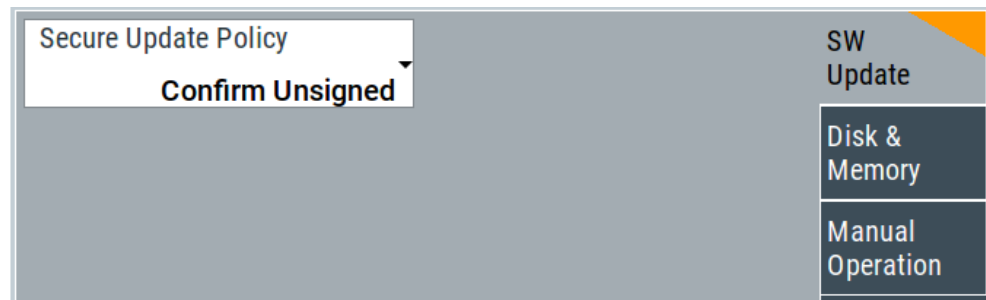 Secure Update Policy
Confirm Unsigned
SW
Update
Disk &
Memory
Manual
Operation